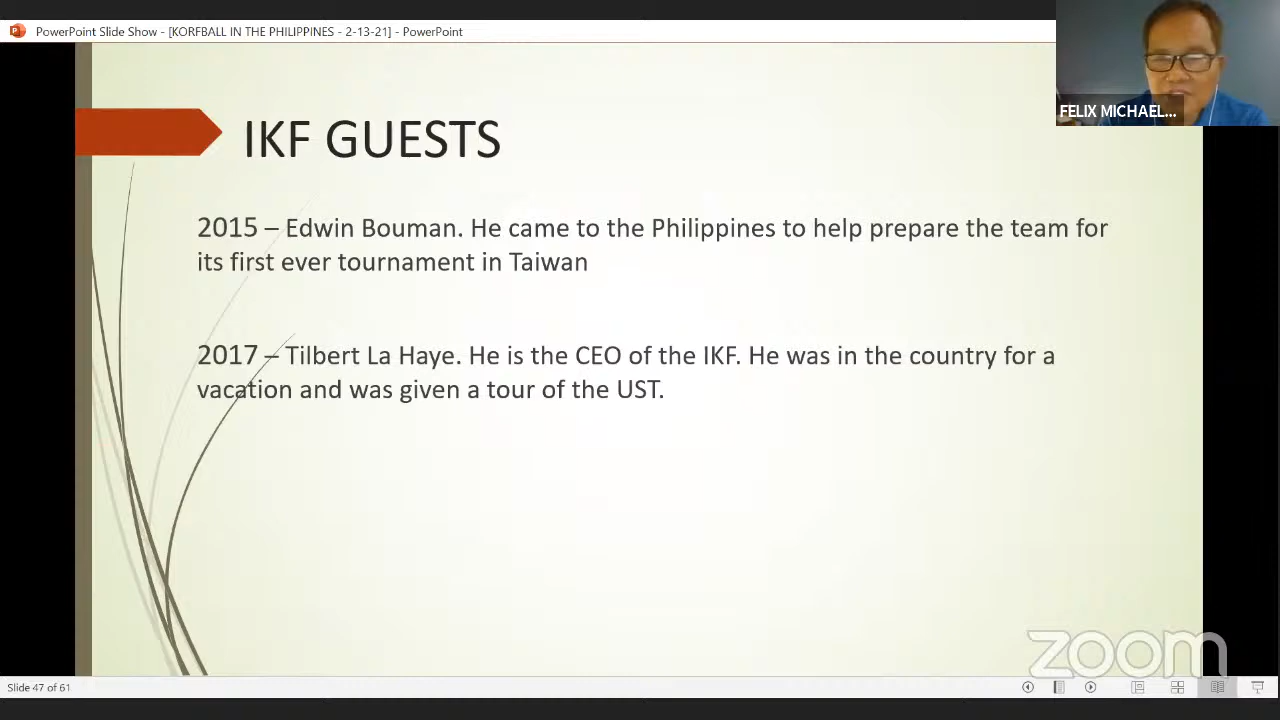 PowerPoint Slide Show - [KORFBALL IN THE PHILIPPINES - 2-13-21] - PowerPoint
FELIX MICHAEL...
IKF GUESTS
2015 – Edwin Bouman. He came to the Philippines to help prepare the team for
its first ever tournament in Taiwan
2017 – Tilbert La Haye. He is the CEO of the IKF. He was in the country for a
vacation and was given a tour of the UST.
zoom
Slide 47 of 61